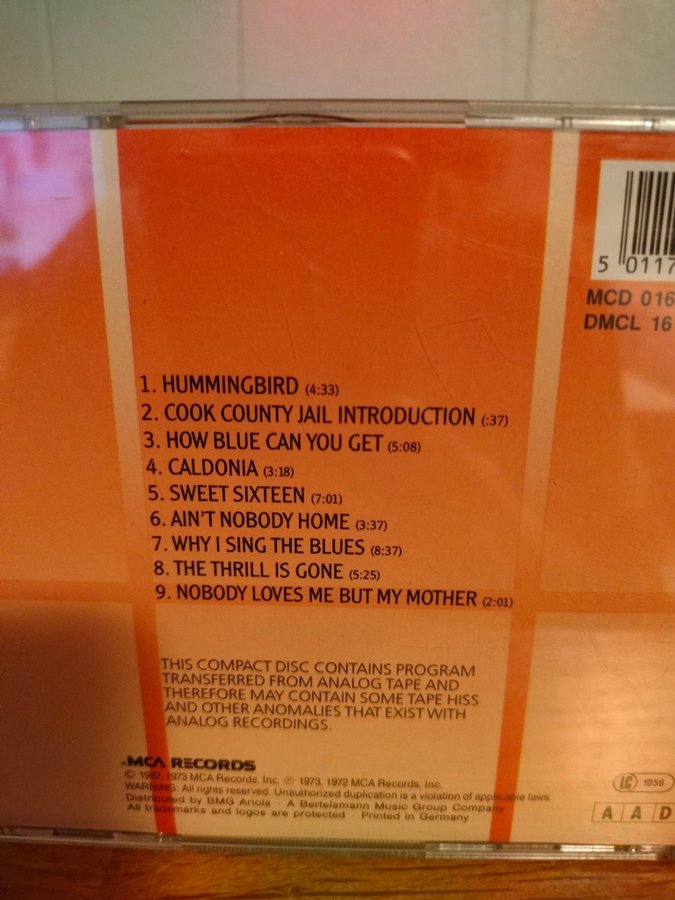 5 0117
MCD 016
DMCL 16
1. HUMMINGBIRD (4:33)
2. COOK COUNTY JAIL INTRODUCTION (:37)
3. HOW BLUE CAN YOU GET (5:08)
4. CALDONIA (3:18)
5. SWEET SIXTEEN (7:01)
6. AIN'T NOBODY HOME (3:37)
7. WHY I SING THE BLUES (8:37)
8. THE THRILL IS GONE (5:25)
9. NOBODY LOVES ME BUT MY MOTHER (2:01)
THIS COMPACT DISC CONTAINS PROGRAM
TRANSFERRED FROM ANALOG TAPE AND
THEREFORE MAY CONTAIN SOME TAPE HISS
AND OTHER ANOMALIES THAT EXIST WITH
ANALOG RECORDINGS.
MCA RECORDS
© 1987, 1973 MCA Records, Inc. ℗ 1973, 1972 MCA Records, Inc.
WARNING: All rights reserved. Unauthorized duplication is a violation of applicable laws.
Distributed by BMG Ariola · A Bertelsmann Music Group Company
All trademarks and logos are protected · Printed in Germany
LC 1056
A A D